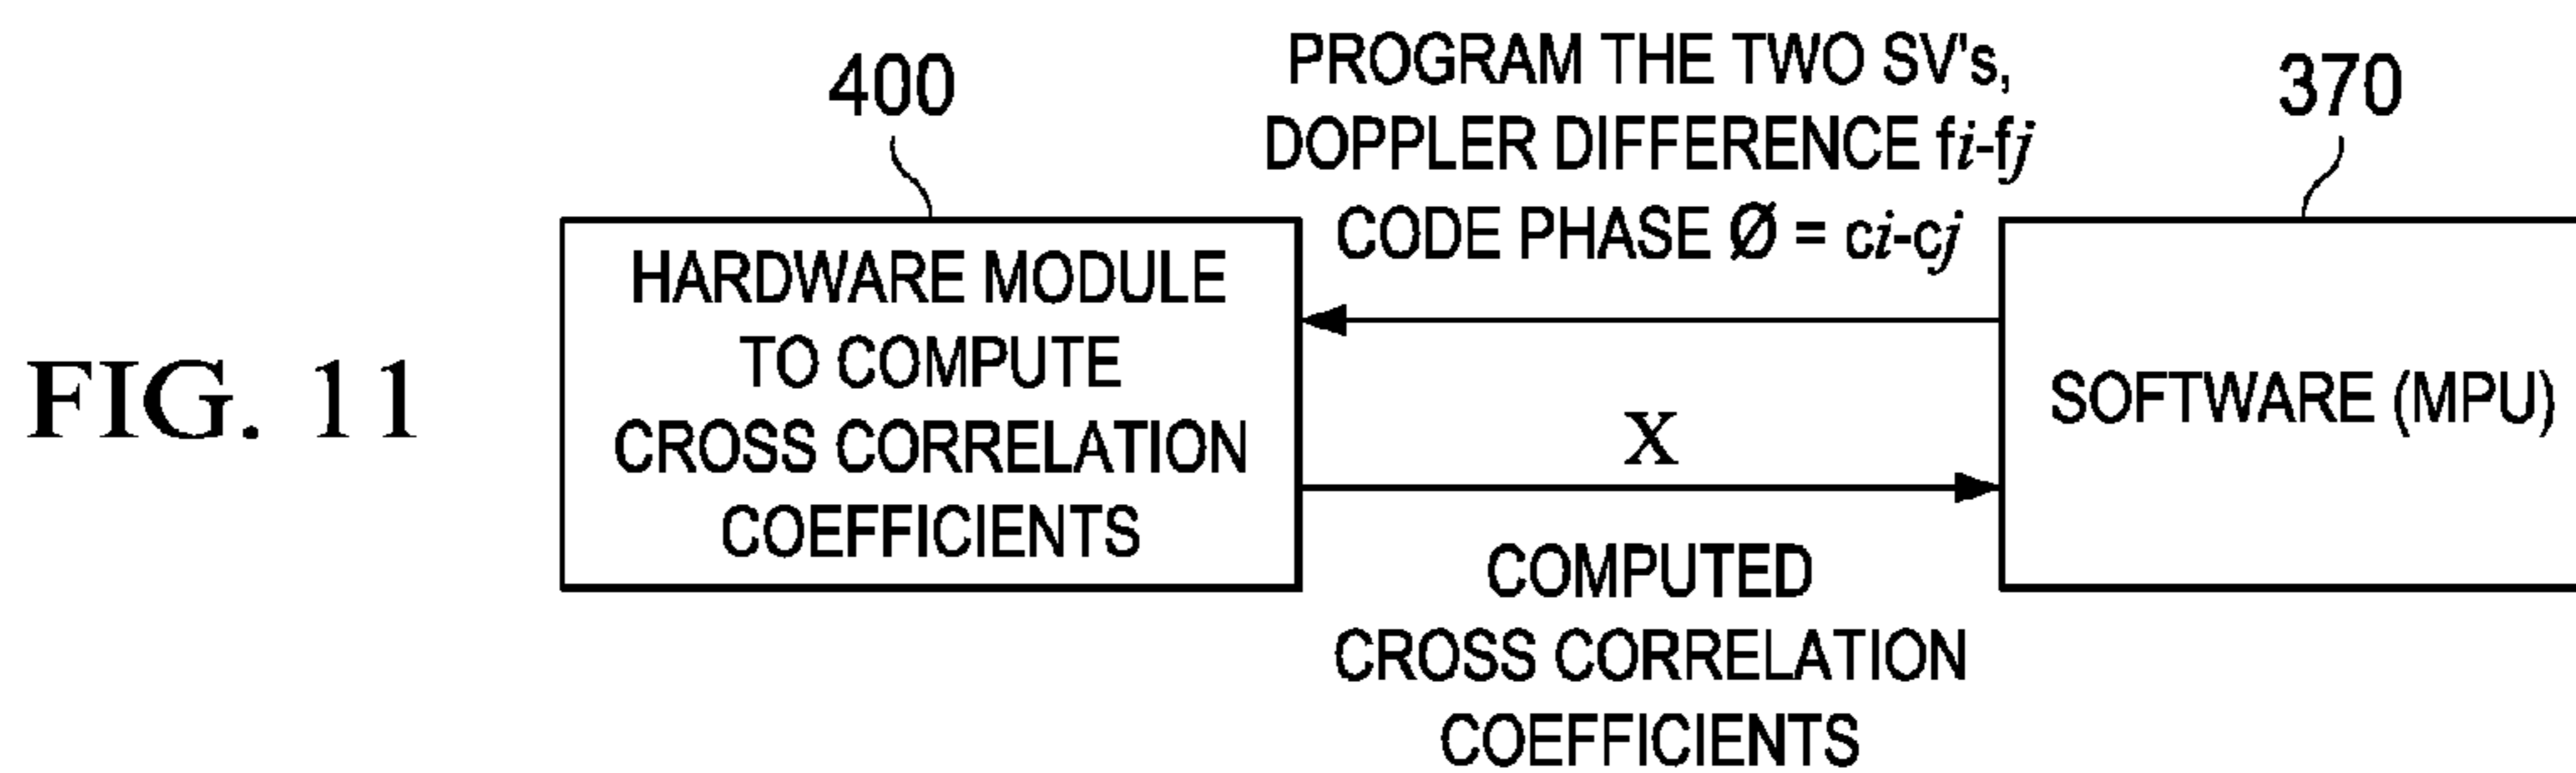 FIG. 11
400
HARDWARE MODULE
TO COMPUTE
CROSS CORRELATION
COEFFICIENTS
PROGRAM THE TWO SV's,
DOPPLER DIFFERENCE fi-fj
CODE PHASE Ø = ci-cj
X
COMPUTED
CROSS CORRELATION
COEFFICIENTS
370
SOFTWARE (MPU)